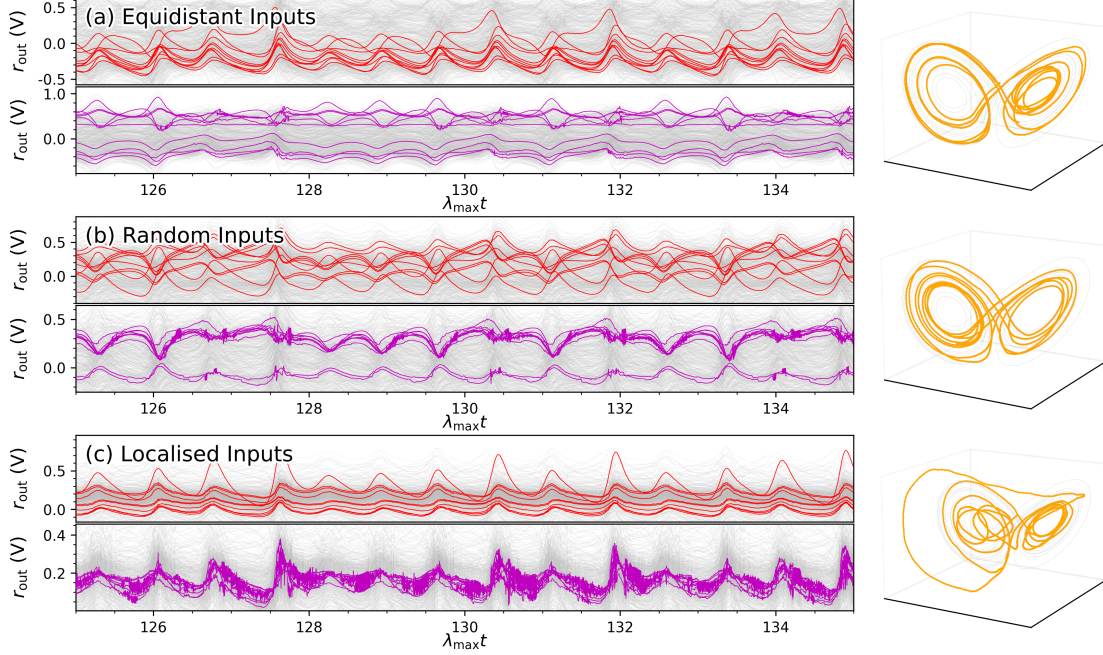 (a) Equidistant Inputs
r_out (V)
0.5
0.0
-0.5
r_out (V)
1.0
0.0
126 128 130 132 134
λ_max t
(b) Random Inputs
r_out (V)
0.5
0.0
r_out (V)
0.5
0.0
126 128 130 132 134
λ_max t
(c) Localised Inputs
r_out (V)
0.5
0.0
r_out (V)
0.4
0.2
126 128 130 132 134
λ_max t